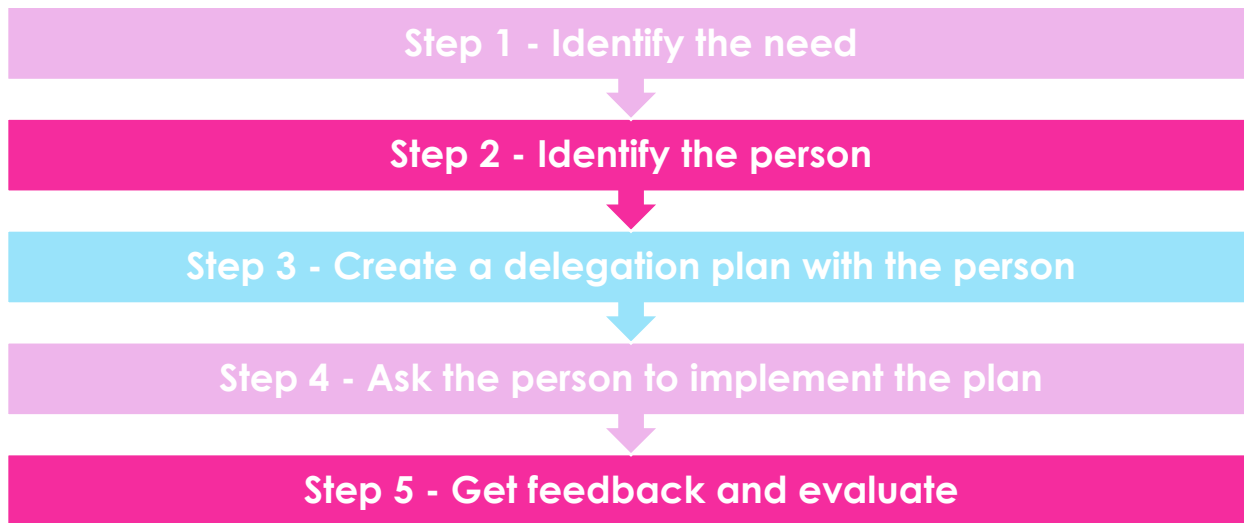 Step 1 - Identify the need
Step 2 - Identify the person
Step 3 - Create a delegation plan with the person
Step 4 - Ask the person to implement the plan
Step 5 - Get feedback and evaluate